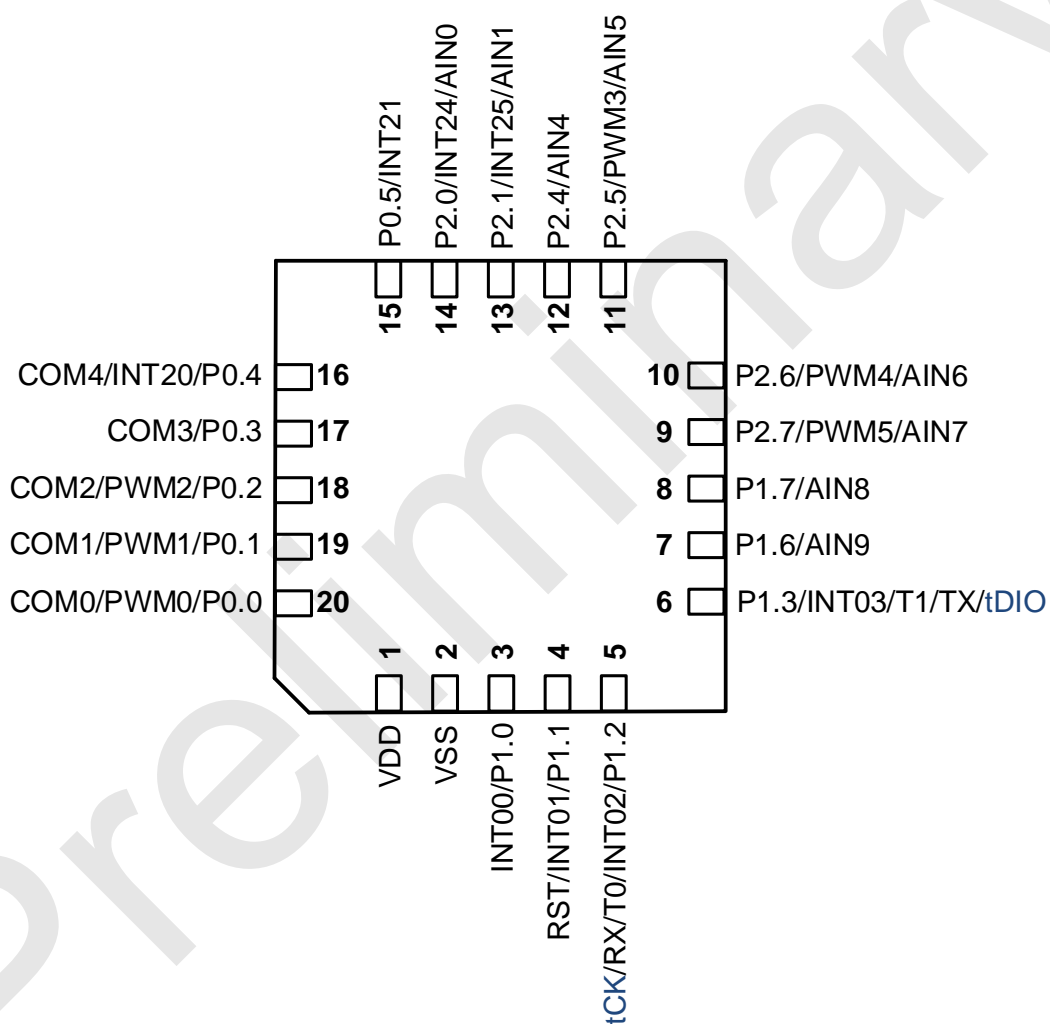 P0.5/INT21
P2.0/INT24/AIN0
P2.1/INT25/AIN1
P2.4/AIN4
P2.5/PWM3/AIN5
15
14
13
12
11
COM4/INT20/P0.4
16
COM3/P0.3
17
COM2/PWM2/P0.2
18
COM1/PWM1/P0.1
19
COM0/PWM0/P0.0
20
10
P2.6/PWM4/AIN6
9
P2.7/PWM5/AIN7
8
P1.7/AIN8
7
P1.6/AIN9
6
P1.3/INT03/T1/TX/tDIO
1
2
3
4
5
VDD
VSS
INT00/P1.0
RST/INT01/P1.1
tCK/RX/T0/INT02/P1.2
Preliminary